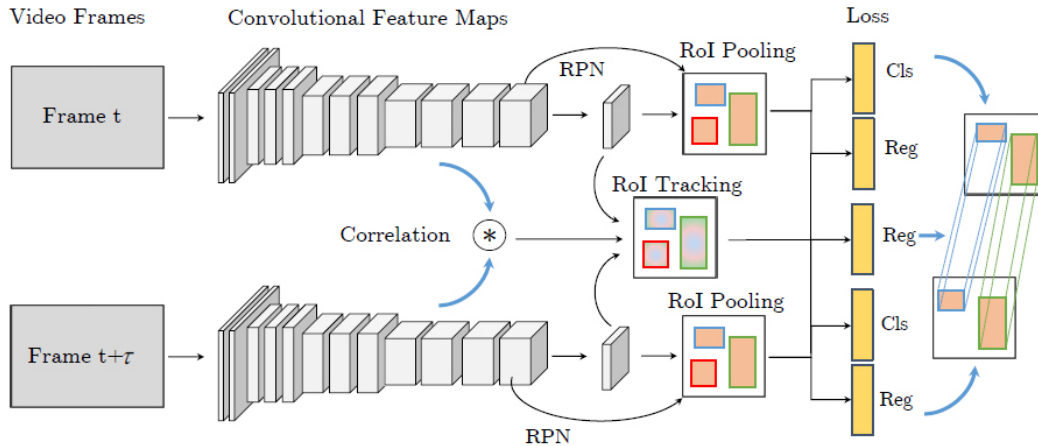 Video Frames
Convolutional Feature Maps
Loss
RoI Pooling
RPN
Cls
Frame t
Reg
RoI Tracking
Correlation
*
Reg
RoI Pooling
Cls
Frame t+τ
Reg
RPN